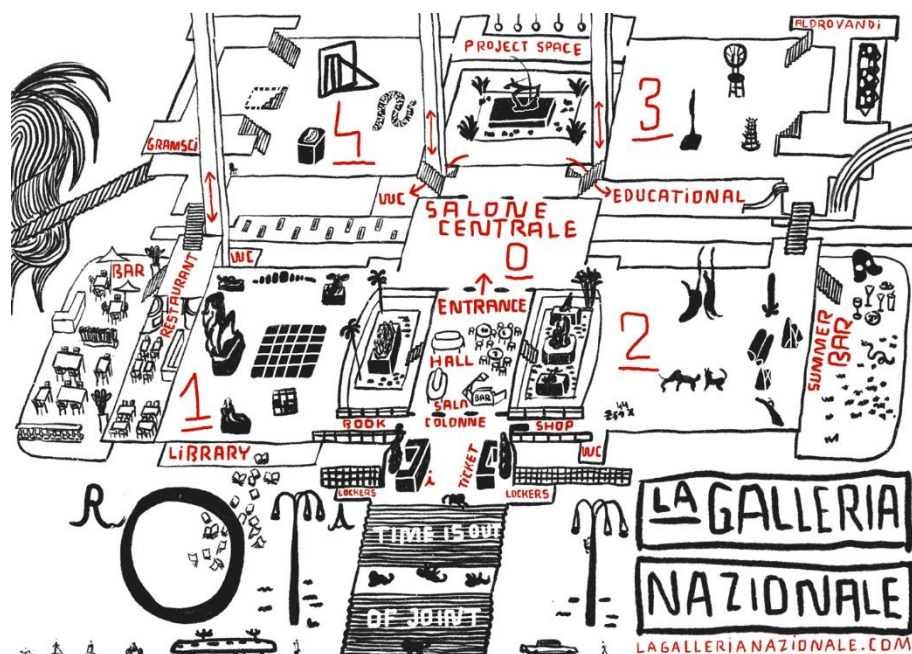 PROJECT SPACE
ALDROVANDI
4
3
GRAMSCI
WC
EDUCATIONAL
SALONE
CENTRALE
0
WC
BAR
RESTAURANT
ENTRANCE
HALL
2
SUMMER
BAR
1
BAR
SALA
COLONNE
BOOK
SHOP
LIBRARY
WC
i
TICKET
LOCKERS
LOCKERS
TIME IS OUT
OF JOINT
LA GALLERIA
NAZIONALE
LAGALLERIANAZIONALE.COM